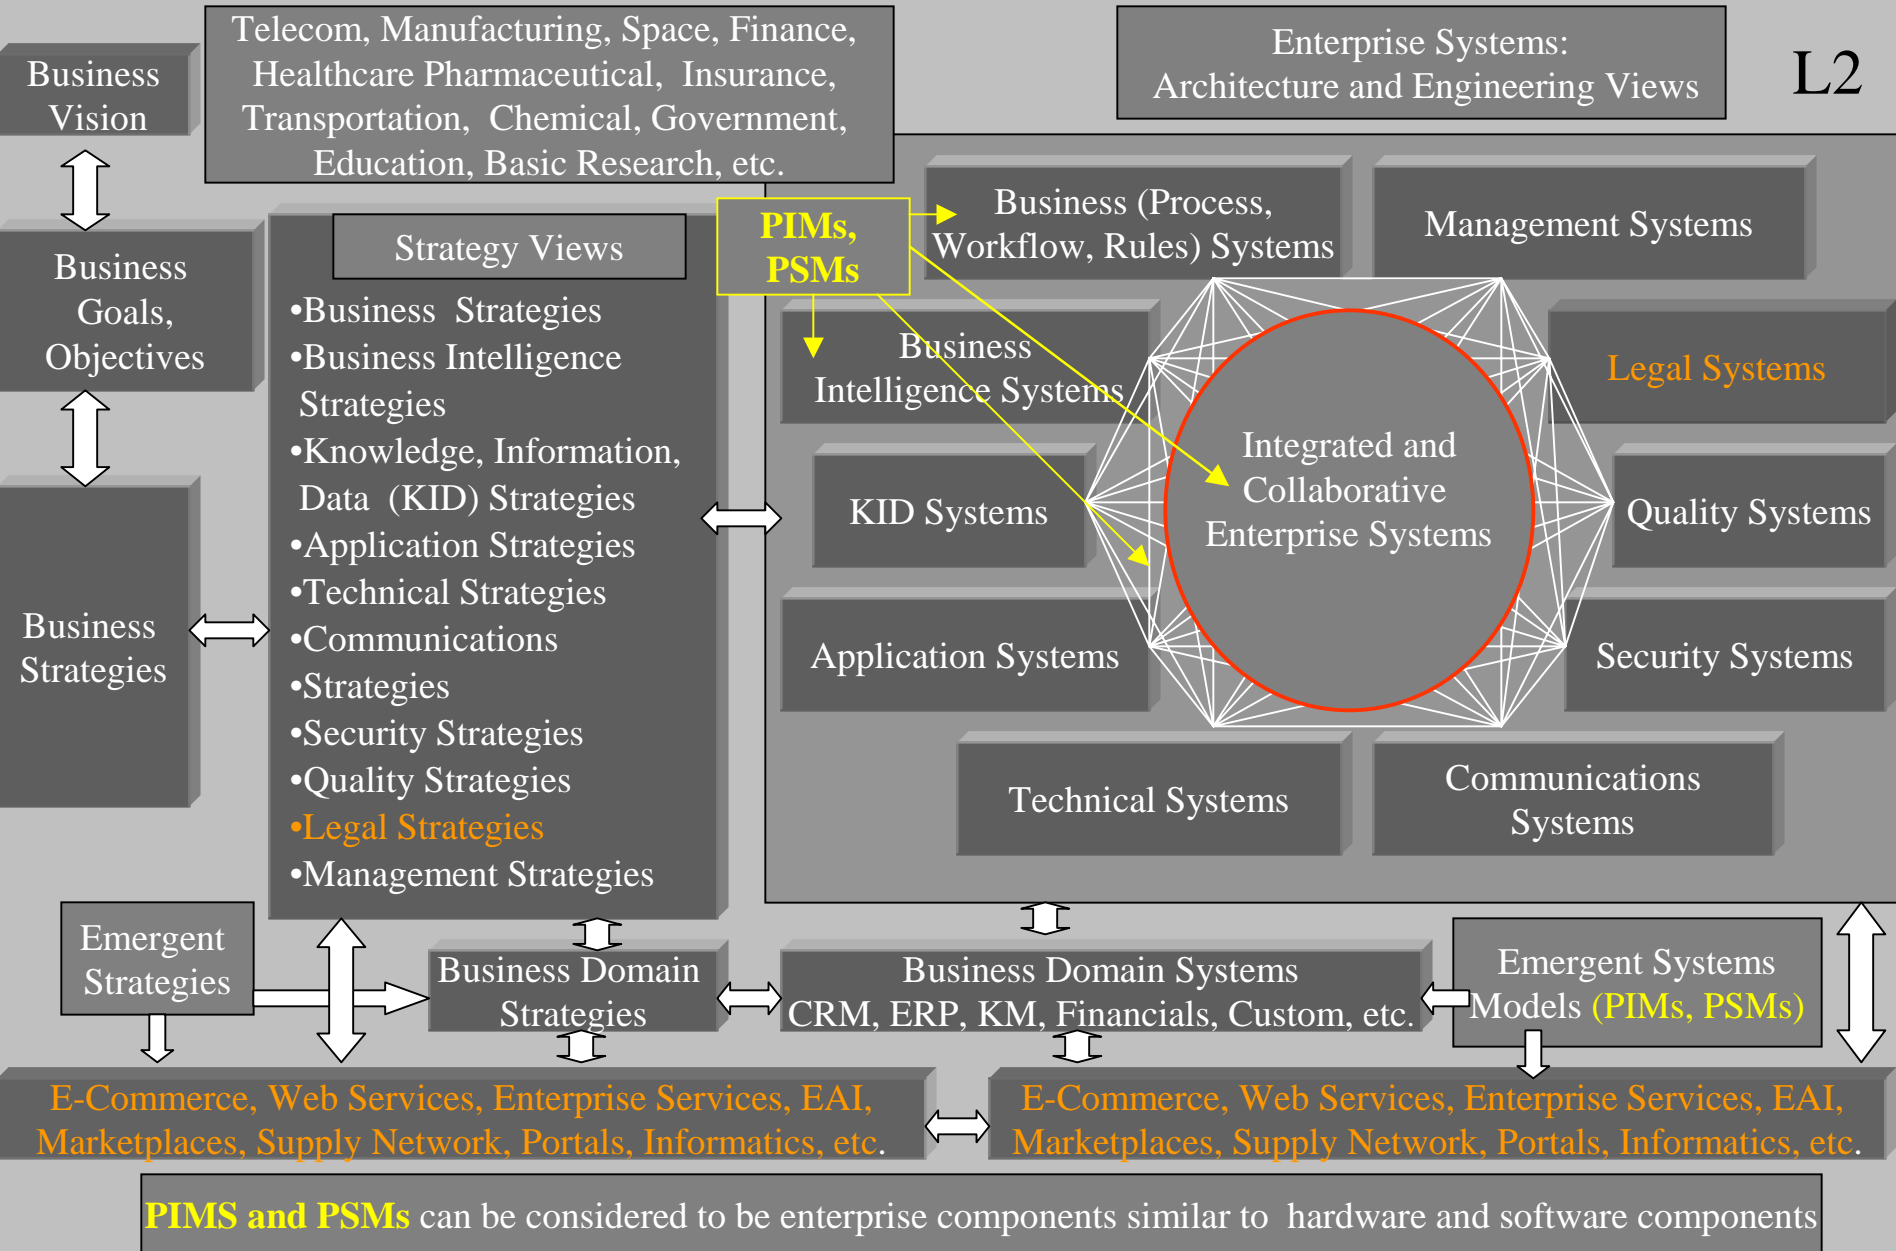 Telecom, Manufacturing, Space, Finance,
Healthcare Pharmaceutical, Insurance,
Transportation, Chemical, Government,
Education, Basic Research, etc.
Enterprise Systems:
Architecture and Engineering Views
L2
Business
Vision
Business
Goals,
Objectives
Business
Strategies
Strategy Views
•Business Strategies
•Business Intelligence
Strategies
•Knowledge, Information,
Data (KID) Strategies
•Application Strategies
•Technical Strategies
•Communications
•Strategies
•Security Strategies
•Quality Strategies
•Legal Strategies
•Management Strategies
PIMs,
PSMs
Business (Process,
Workflow, Rules) Systems
Management Systems
Business
Intelligence Systems
Legal Systems
KID Systems
Integrated and
Collaborative
Enterprise Systems
Quality Systems
Application Systems
Security Systems
Technical Systems
Communications
Systems
Emergent
Strategies
Business Domain
Strategies
Business Domain Systems
CRM, ERP, KM, Financials, Custom, etc.
Emergent Systems
Models (PIMs, PSMs)
E-Commerce, Web Services, Enterprise Services, EAI,
Marketplaces, Supply Network, Portals, Informatics, etc.
E-Commerce, Web Services, Enterprise Services, EAI,
Marketplaces, Supply Network, Portals, Informatics, etc.
PIMS and PSMs can be considered to be enterprise components similar to hardware and software components